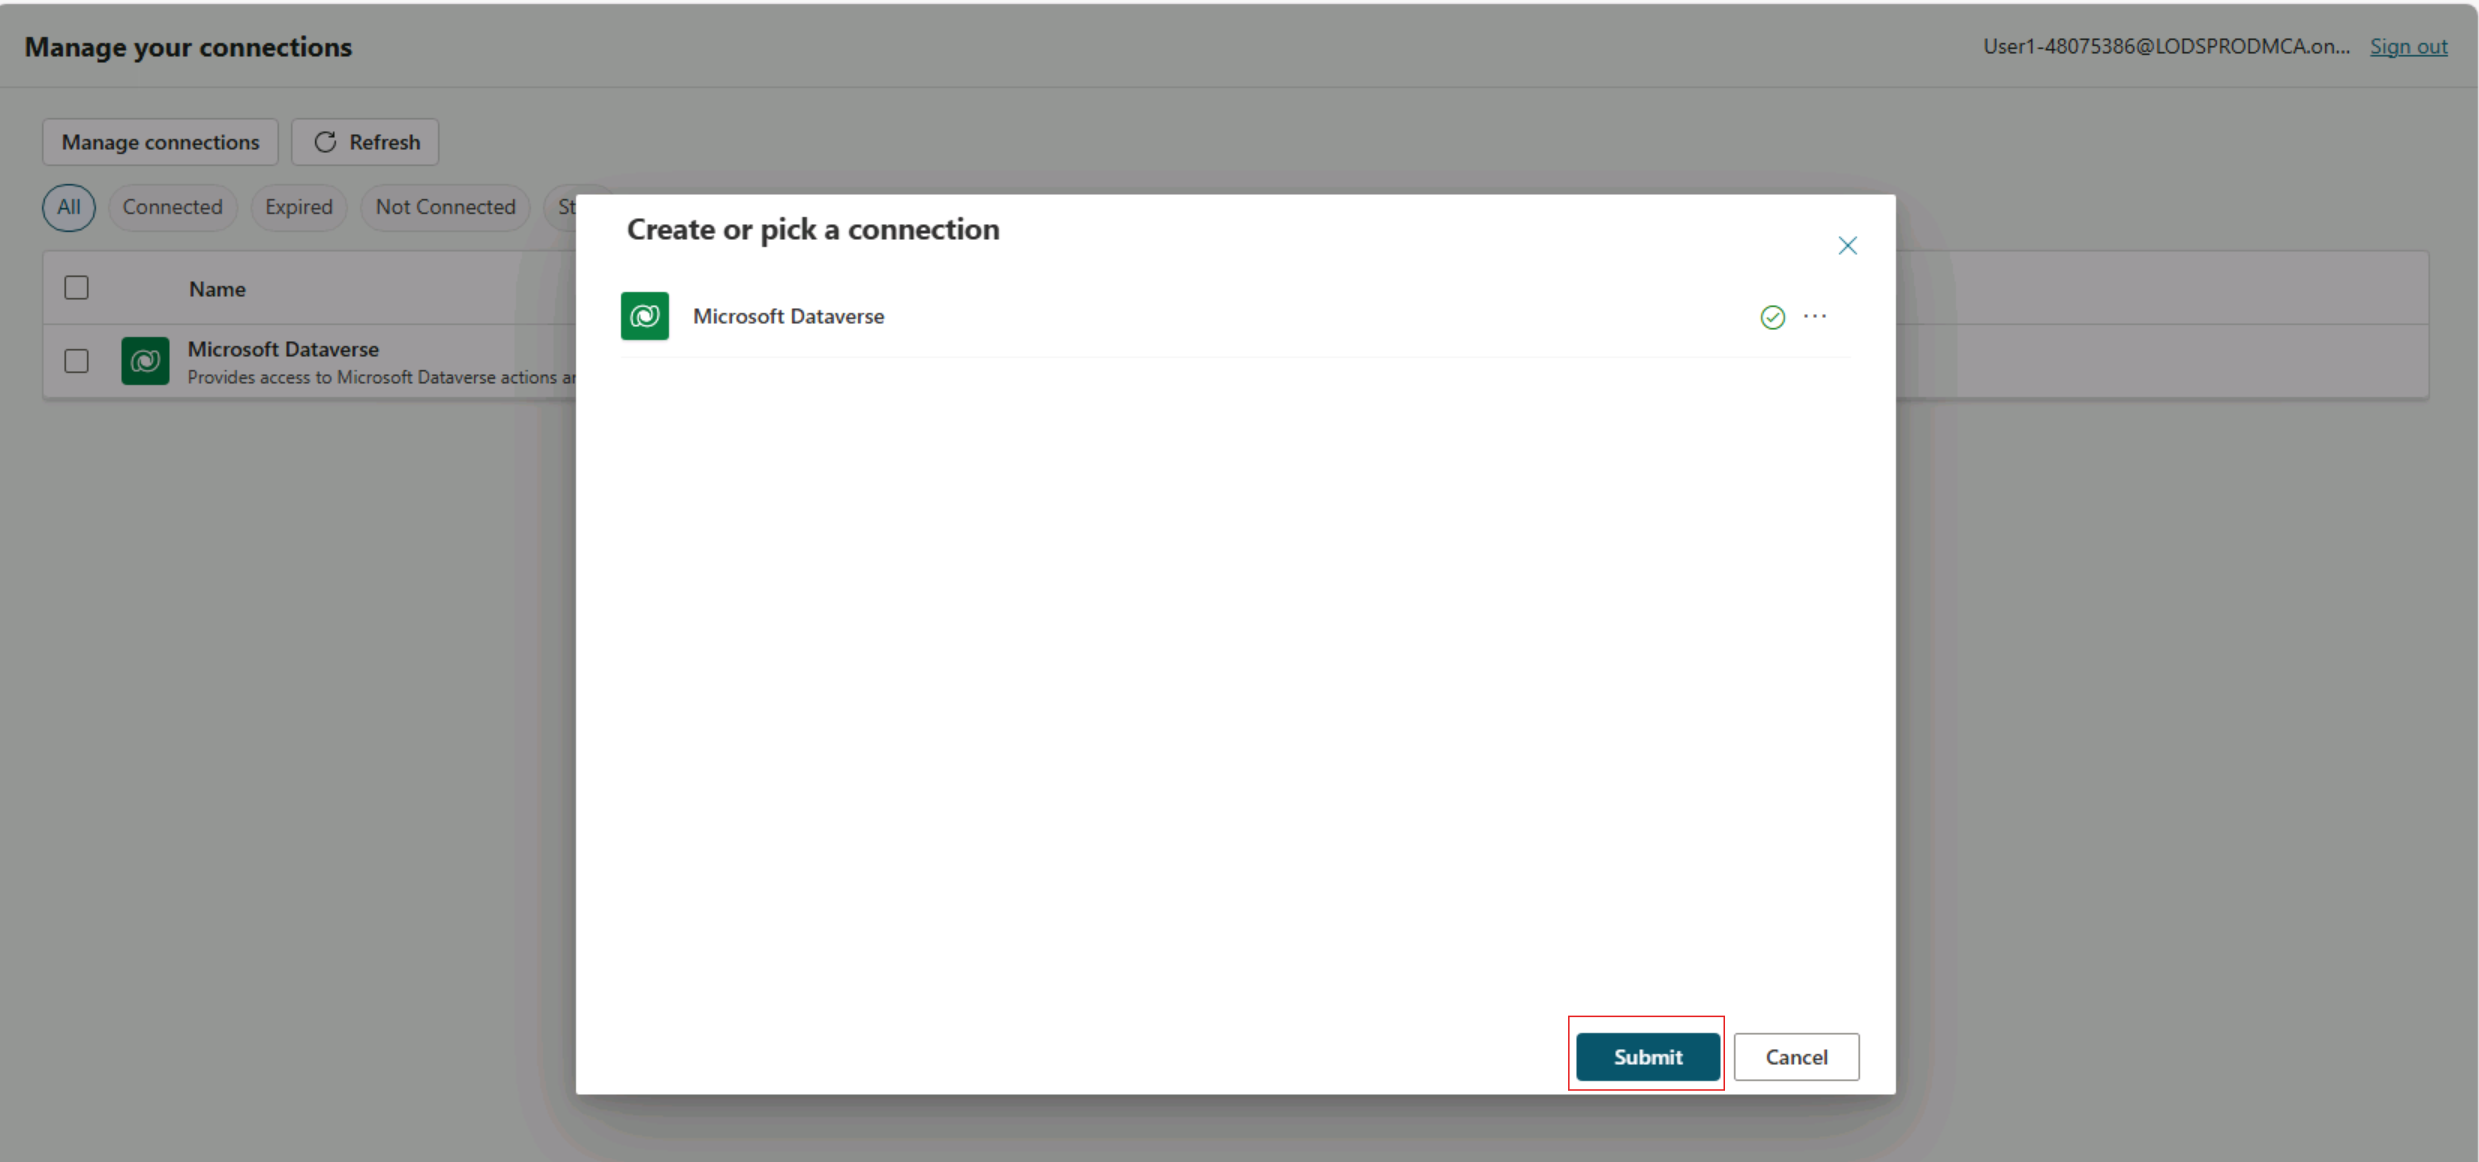 Manage your connections
User1-48075386@LODSPRODMCA.on... Sign out
Manage connections Refresh
All Connected Expired Not Connected St
Create or pick a connection
Name
Microsoft Dataverse
Microsoft Dataverse
Provides access to Microsoft Dataverse actions
Submit Cancel